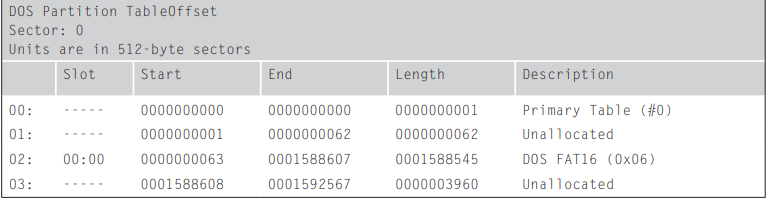 DOS Partition TableOffset
Sector: 0
Units are in 512-byte sectors
Slot Start End Length Description
00: ----- 0000000000 0000000000 0000000001 Primary Table (#0)
01: ----- 0000000001 0000000062 0000000062 Unallocated
02: 00:00 0000000063 0001588607 0001588545 DOS FAT16 (0x06)
03: ----- 0001588608 0001592567 0000003960 Unallocated